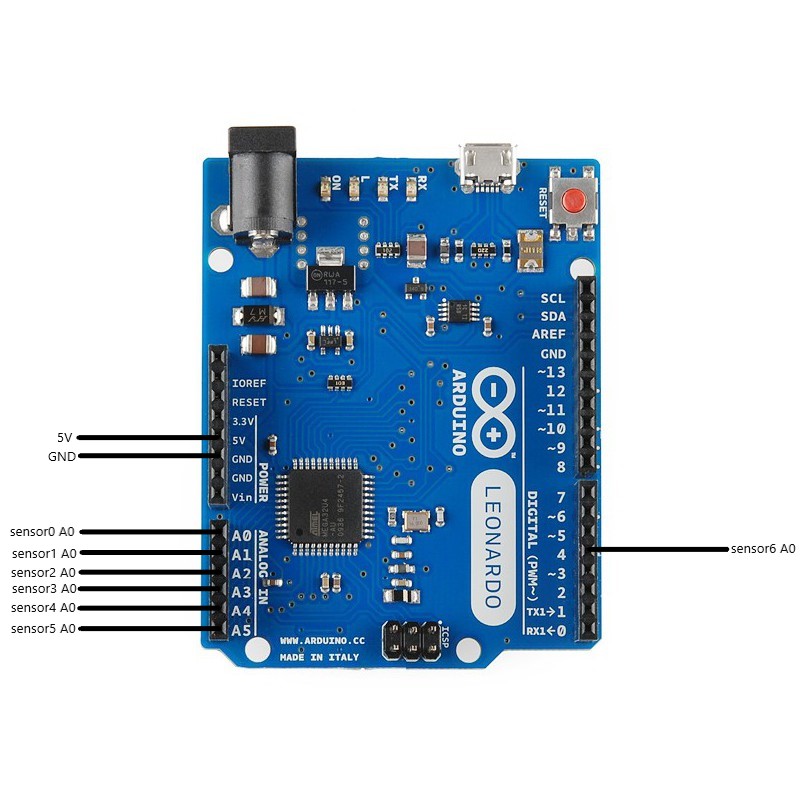 ON
L
TX
RX
RESET
SCL
SDA
AREF
GND
~13
12
~11
~10
~9
8
IOREF
RESET
3.3V
5V
GND
GND
Vin
POWER
5V
GND
ARDUINO
LEONARDO
7
~6
~5
4
~3
2
TX1→1
RX1←0
DIGITAL (PWM~)
sensor6 A0
sensor0 A0
sensor1 A0
sensor2 A0
sensor3 A0
sensor4 A0
sensor5 A0
A0
A1
A2
A3
A4
A5
ANALOG IN
MEGA32U4
-AU
ICSP
WWW.ARDUINO.CC
MADE IN ITALY